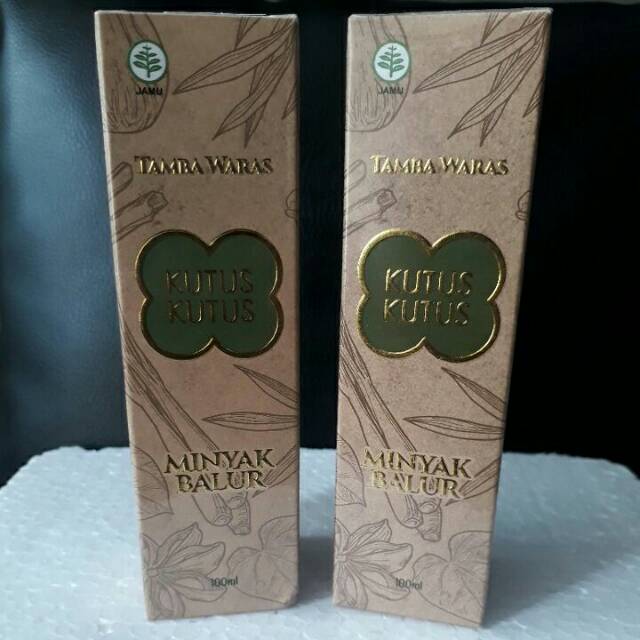 JAMU
TAMBA WARAS
KUTUS
KUTUS
MINYAK
BALUR
100ml
JAMU
TAMBA WARAS
KUTUS
KUTUS
MINYAK
BALUR
100ml